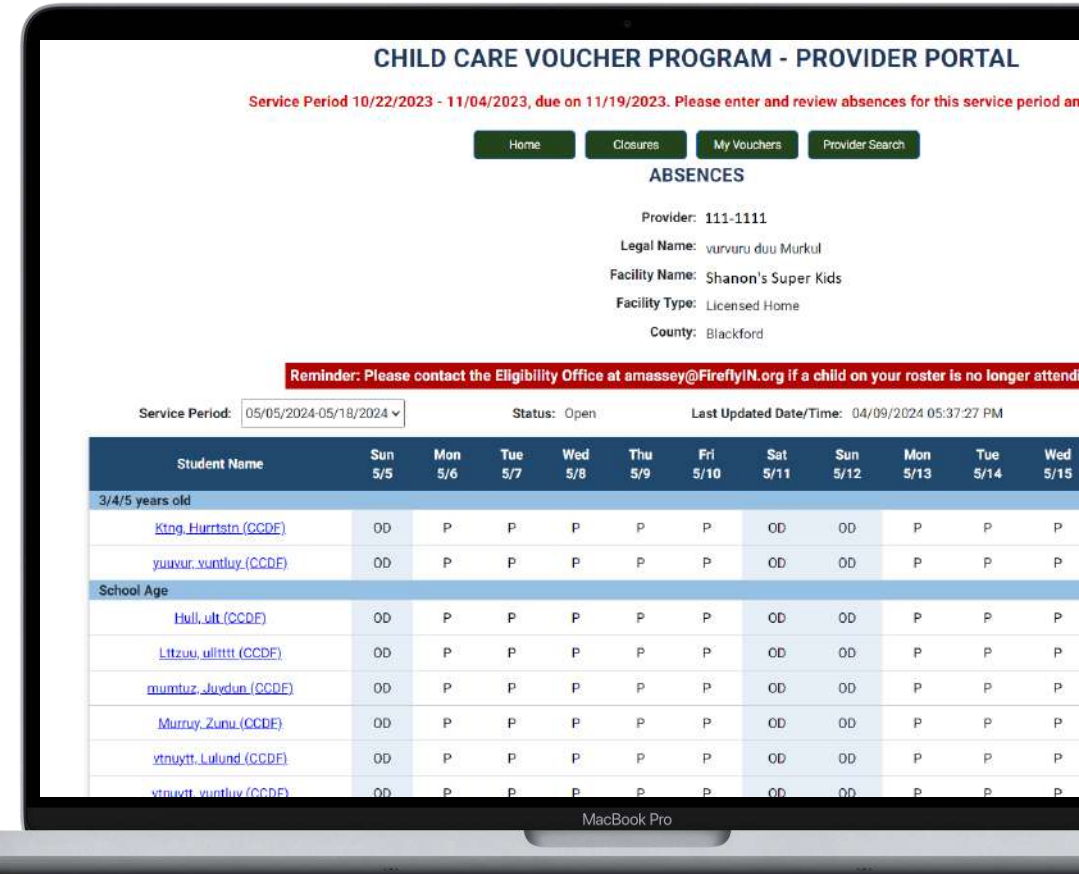 CHILD CARE VOUCHER PROGRAM - PROVIDER PORTAL
Service Period 10/22/2023 - 11/04/2023, due on 11/19/2023. Please enter and review absences for this service period an
Home Closures My Vouchers Provider Search
ABSENCES
Provider: 111-1111
Legal Name: vurvuru duu Murkul
Facility Name: Shanon's Super Kids
Facility Type: Licensed Home
County: Blackford
Reminder: Please contact the Eligibility Office at amassey@FireflyIN.org if a child on your roster is no longer attendi
Service Period: 05/05/2024-05/18/2024 Status: Open Last Updated Date/Time: 04/09/2024 05:37:27 PM
Student Name Sun Mon Tue Wed Thu Fri Sat Sun Mon Tue Wed
5/5 5/6 5/7 5/8 5/9 5/10 5/11 5/12 5/13 5/14 5/15
3/4/5 years old
Ktng, Hurrtstn (CCDF) OD P P P P P OD OD P P P
yuuvur, vuntluy (CCDF) OD P P P P P OD OD P P P
School Age
Hull, ult (CCDF) OD P P P P P OD OD P P P
Lttzuu, ullтttt (CCDF) OD P P P P P OD OD P P P
mumtuz, Juydun (CCDF) OD P P P P P OD OD P P P
Murruy, Zunu (CCDF) OD P P P P P OD OD P P P
vtnuytt, Lulund (CCDF) OD P P P P P OD OD P P P
vtnuytt, vuntluy (CCDF) OD P P P P P OD OD P P P
MacBook Pro